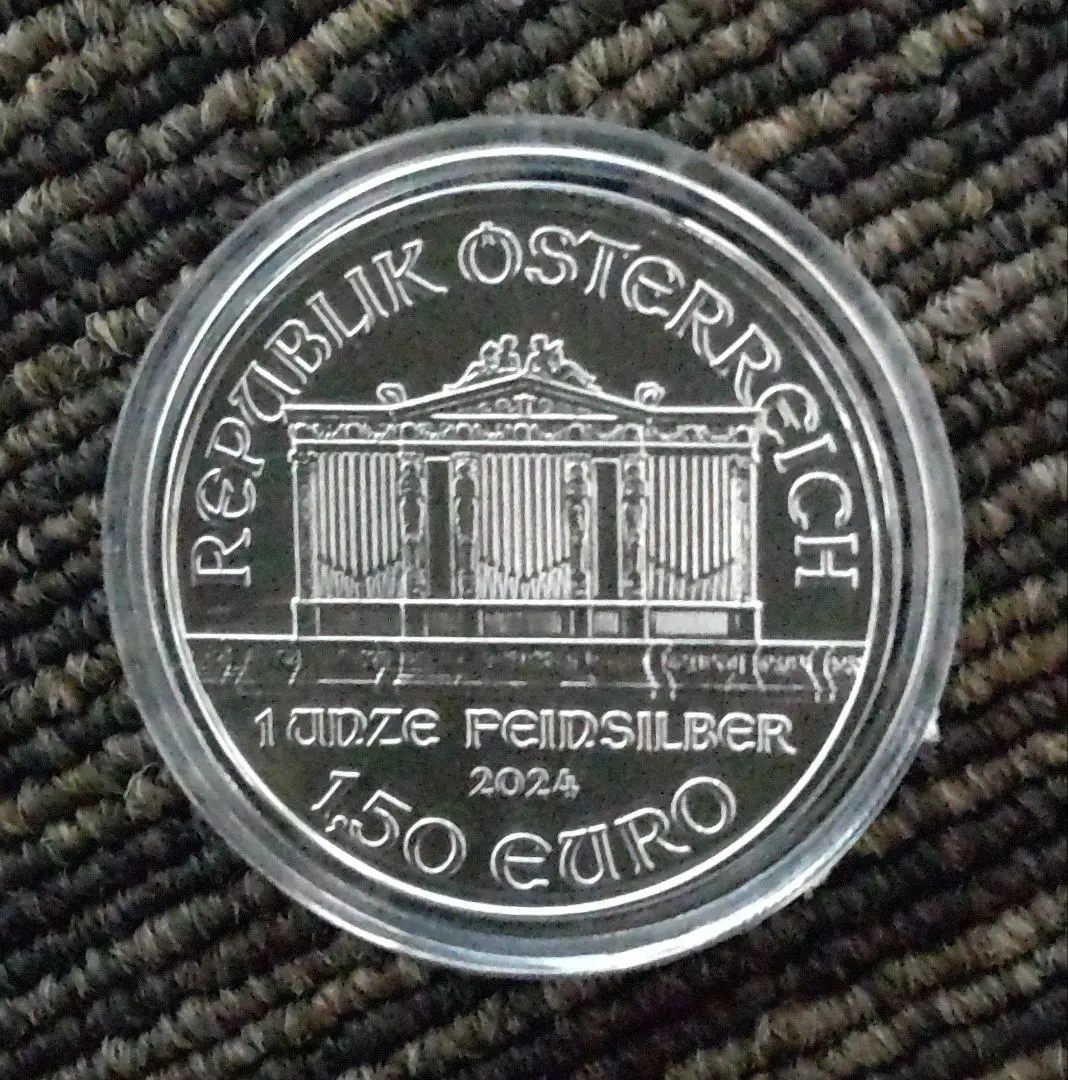 REPUBLIK ÖSTERREICH
1 UNZE FEINSILBER
2024
1,50 EURO